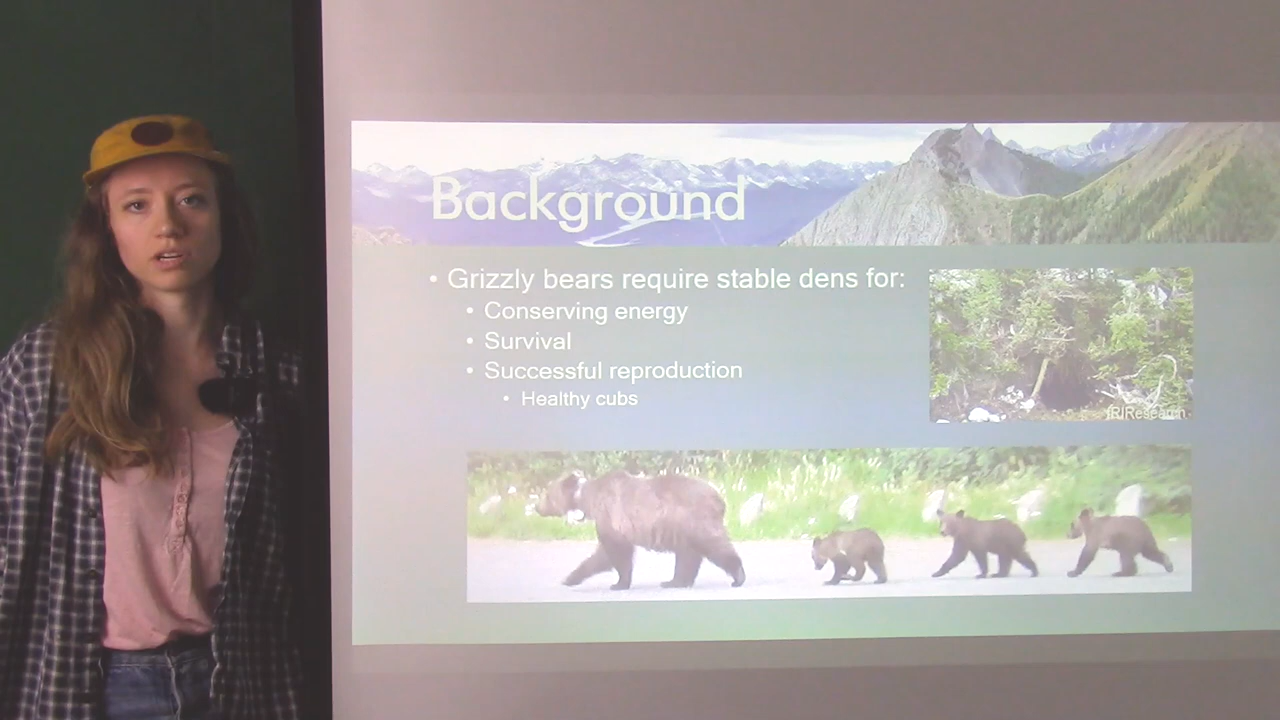 Background
• Grizzly bears require stable dens for:
• Conserving energy
• Survival
• Successful reproduction
• Healthy cubs
fRIResearch